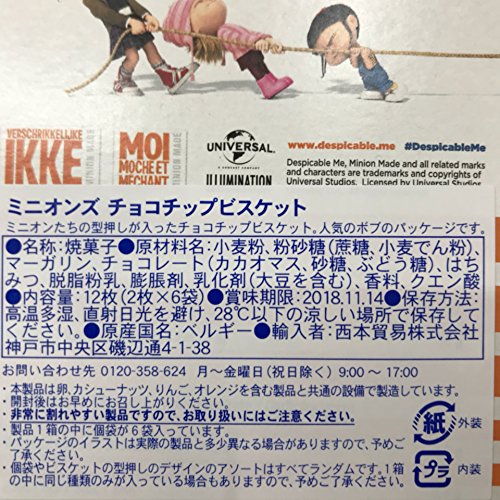 VERSCHRIKKELIJKE
IKKE
MINION MADE
MOI
MOCHE ET
MÉCHANT
MINION MADE
UNIVERSAL
A COMCAST COMPANY
ILLUMINATION
www.despicable.me #DespicableMe
Despicable Me, Minion Made and all related marks
and characters are trademarks and copyrights of
Universal Studios. Licensed by Universal
ミニオンズ チョコチップビスケット
ミニオンたちの型押しが入ったチョコチップビスケット。人気のボブのパッケージです。
●名称:焼菓子●原材料名:小麦粉、粉砂糖(蔗糖、小麦でん粉)、
マーガリン、チョコレート(カカオマス、砂糖、ぶどう糖)、はち
みつ、脱脂粉乳、膨脹剤、乳化剤(大豆を含む)、香料、クエン酸
●内容量:12枚(2枚×6袋)●賞味期限:2018.11.14●保存方法:
高温多湿、直射日光を避け、28℃以下の涼しい場所で保存して
ください。●原産国名:ベルギー●輸入者:西本貿易株式会社
神戸市中央区磯辺通4-1-38
お問い合わせ先 0120-358-624 月~金曜日(祝日除く) 9:00~17:00
・本製品は卵、カシューナッツ、りんご、オレンジを含む製品と共通の設備で製造しています。
・開封後はお早めにお召し上がりください。
・非常に割れやすい製品ですので、お取り扱いにはご注意ください。
・製品1箱の中に個袋が6袋入っています。
・パッケージのイラストは実際の製品と多少異なる場合がありますので、予めご
了承ください。
・個袋やビスケットの型押しのデザインのアソートはすべてランダムです。1箱
の中に同じ種類のみが入っている場合がありますので、予めご了承ください。
紙 外装
プラ 内装